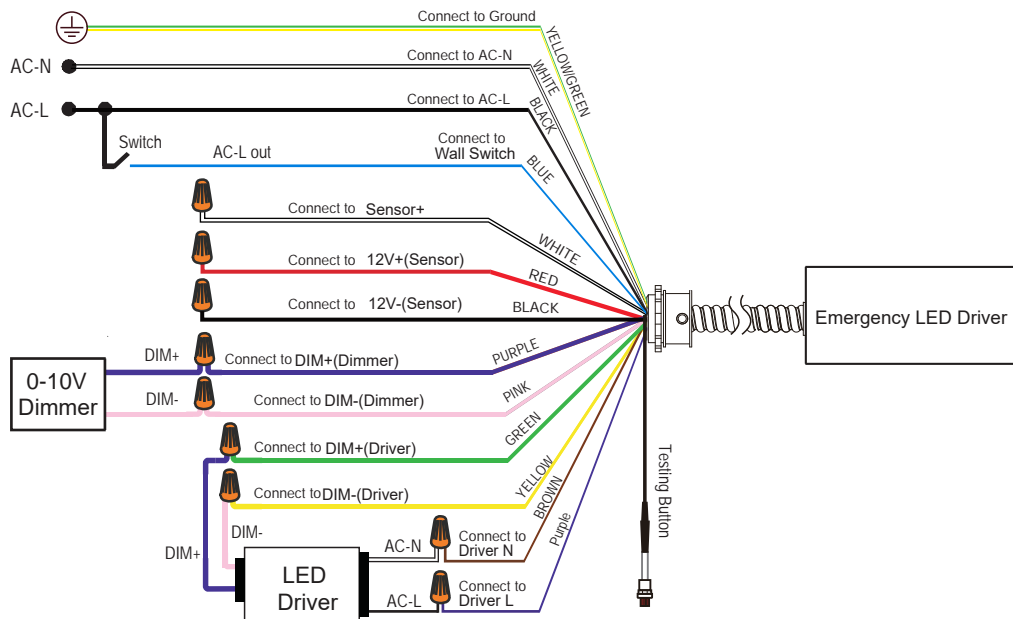 Connect to Ground
YELLOW/GREEN
AC-N
Connect to AC-N
WHITE
AC-L
Connect to AC-L
BLACK
Switch
AC-L out
Connect to
Wall Switch
BLUE
Connect to Sensor+
WHITE
Connect to 12V+(Sensor)
RED
Connect to 12V-(Sensor)
BLACK
Emergency LED Driver
0-10V
Dimmer
DIM+
Connect to DIM+(Dimmer)
PURPLE
DIM-
Connect to DIM-(Dimmer)
PINK
Connect to DIM+(Driver)
GREEN
Connect to DIM-(Driver)
YELLOW
BROWN
Purple
Testing Button
DIM+
DIM-
LED
Driver
AC-N
Connect to
Driver N
AC-L
Connect to
Driver L